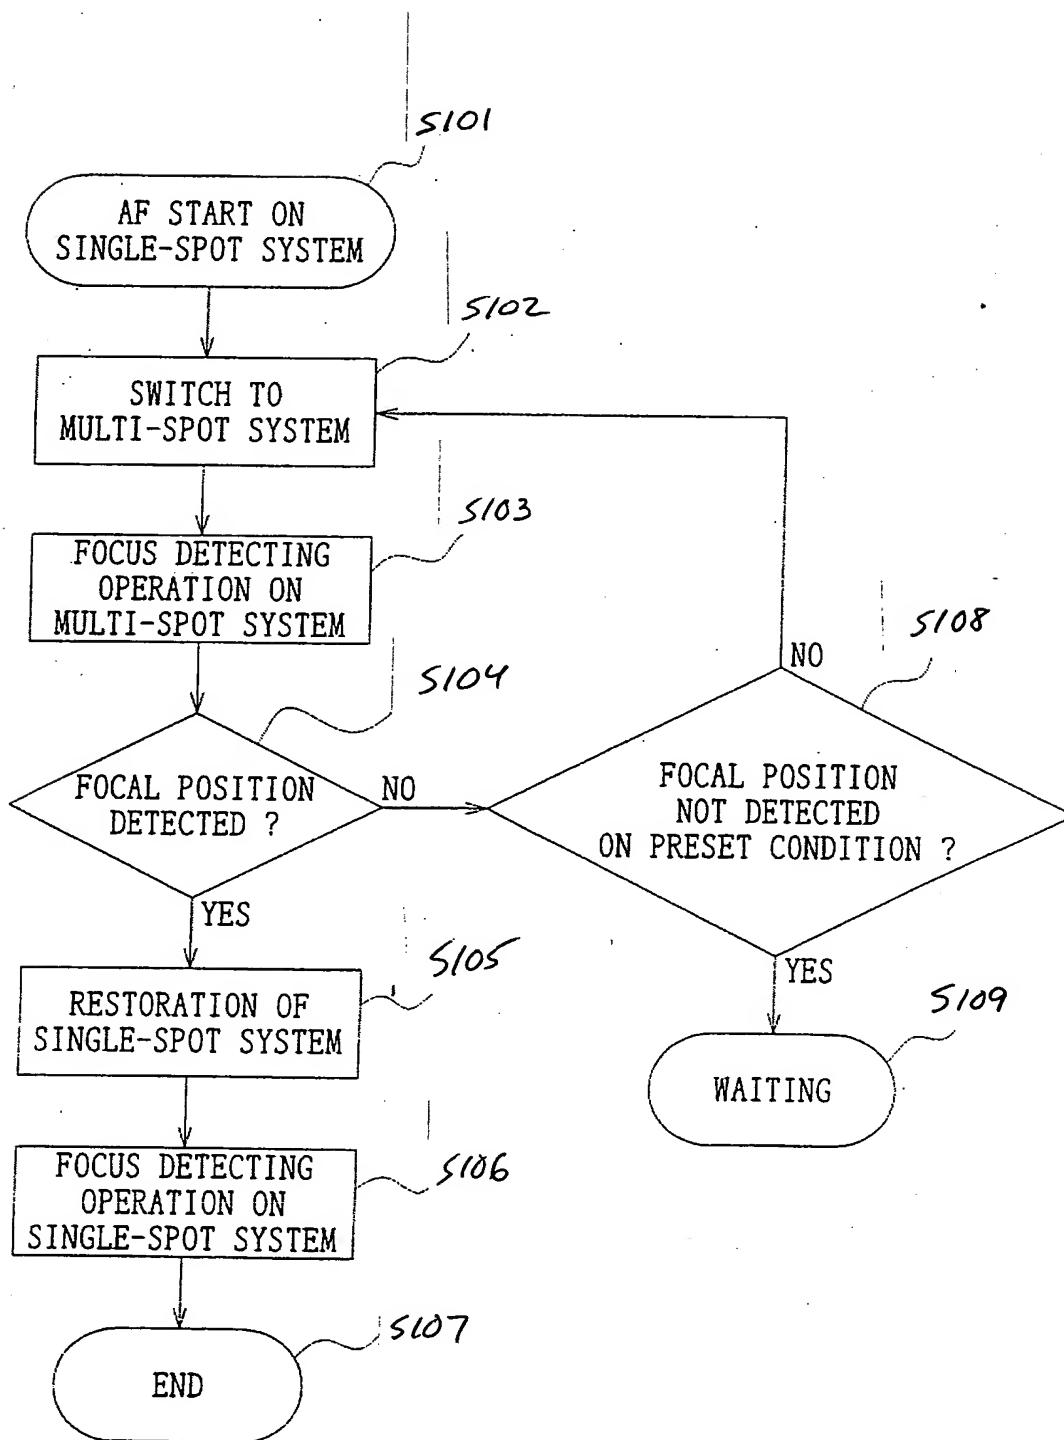 S101
AF START ON
SINGLE-SPOT SYSTEM
S102
SWITCH TO
MULTI-SPOT SYSTEM
S103
FOCUS DETECTING
OPERATION ON
MULTI-SPOT SYSTEM
S104
FOCAL POSITION
DETECTED ?
NO
YES
S108
NO
FOCAL POSITION
NOT DETECTED
ON PRESET CONDITION ?
YES
S105
RESTORATION OF
SINGLE-SPOT SYSTEM
S109
WAITING
S106
FOCUS DETECTING
OPERATION ON
SINGLE-SPOT SYSTEM
S107
END